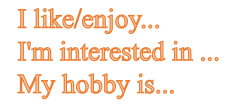 I like/enjoy...
I'm interested in ...
My hobby is...